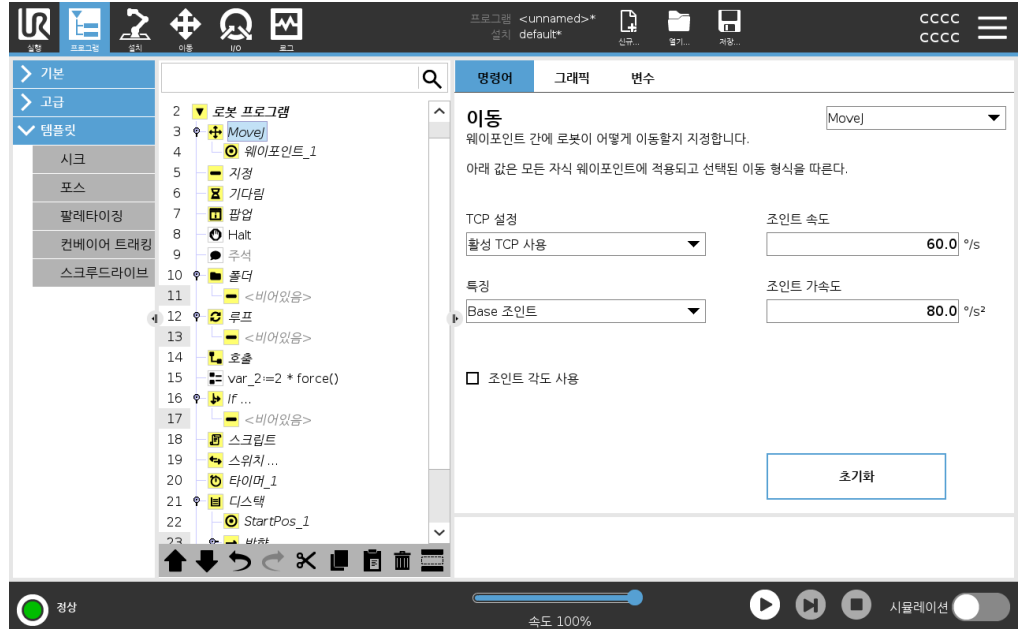 UR
실행
프로그램
설치
이동
I/O
로그
프로그램 <unnamed>*
설치 default*
신규...
열기...
저장...
CCCC
CCCC
기본
고급
템플릿
시크
포스
팔레타이징
컨베이어 트래킹
스크루드라이브
2 로봇 프로그램
3 MoveJ
4 웨이포인트_1
5 지정
6 기다림
7 팝업
8 Halt
9 주석
10 폴더
11 <비어있음>
12 루프
13 <비어있음>
14 호출
15 var_2:=2 * force()
16 If ...
17 <비어있음>
18 스크립트
19 스위치 ...
20 타이머_1
21 디스택
22 StartPos_1
23 방향
명령어 그래픽 변수
이동
MoveJ
웨이포인트 간에 로봇이 어떻게 이동할지 지정합니다.
아래 값은 모든 자식 웨이포인트에 적용되고 선택된 이동 형식을 따른다.
TCP 설정
조인트 속도
활성 TCP 사용
60.0 °/s
특징
조인트 가속도
Base 조인트
80.0 °/s²
조인트 각도 사용
초기화
정상
속도 100%
시뮬레이션